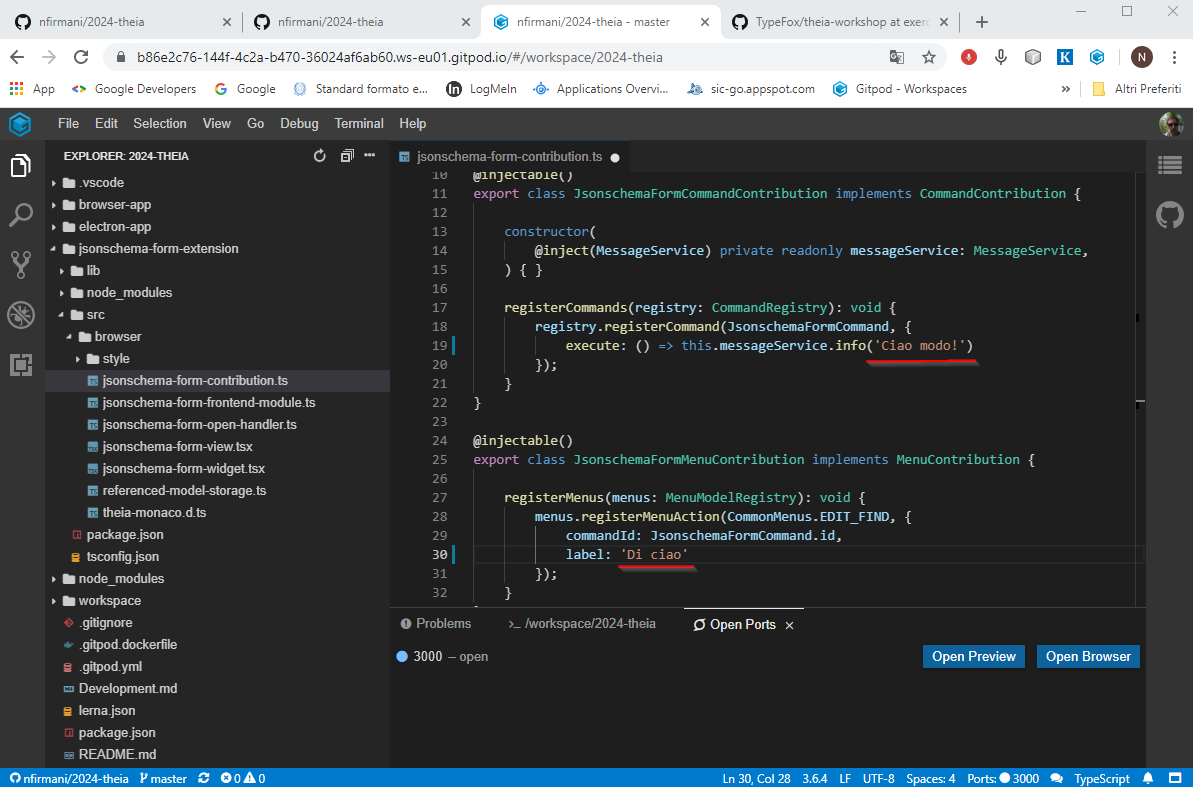 nfirmani/2024-theia
nfirmani/2024-theia
nfirmani/2024-theia - master
TypeFox/theia-workshop at exerc
b86e2c76-144f-4c2a-b470-36024af6ab60.ws-eu01.gitpod.io/#/workspace/2024-theia
K
N
App
Google Developers
Google
Standard formato e...
in
LogMeIn
Applications Overvi...
sic-go.appspot.com
Gitpod - Workspaces
»
Altri Preferiti
File Edit Selection View Go Debug Terminal Help
EXPLORER: 2024-THEIA
.vscode
browser-app
electron-app
jsonschema-form-extension
lib
node_modules
src
browser
style
jsonschema-form-contribution.ts
jsonschema-form-frontend-module.ts
jsonschema-form-open-handler.ts
jsonschema-form-view.tsx
jsonschema-form-widget.tsx
referenced-model-storage.ts
theia-monaco.d.ts
package.json
tsconfig.json
node_modules
workspace
.gitignore
.gitpod.dockerfile
.gitpod.yml
Development.md
lerna.json
package.json
README.md
jsonschema-form-contribution.ts
10 @injectable()
11 export class JsonschemaFormCommandContribution implements CommandContribution {
12
13 constructor(
14 @inject(MessageService) private readonly messageService: MessageService,
15 ) { }
16
17 registerCommands(registry: CommandRegistry): void {
18 registry.registerCommand(JsonschemaFormCommand, {
19 execute: () => this.messageService.info('Ciao modo!')
20 });
21 }
22 }
23
24 @injectable()
25 export class JsonschemaFormMenuContribution implements MenuContribution {
26
27 registerMenus(menus: MenuModelRegistry): void {
28 menus.registerMenuAction(CommonMenus.EDIT_FIND, {
29 commandId: JsonschemaFormCommand.id,
30 label: 'Di ciao'
31 });
32 }
Problems
>_ /workspace/2024-theia
Open Ports
3000 – open
Open Preview
Open Browser
nfirmani/2024-theia master 0 0
Ln 30, Col 28 3.6.4 LF UTF-8 Spaces: 4 Ports: 3000 TypeScript